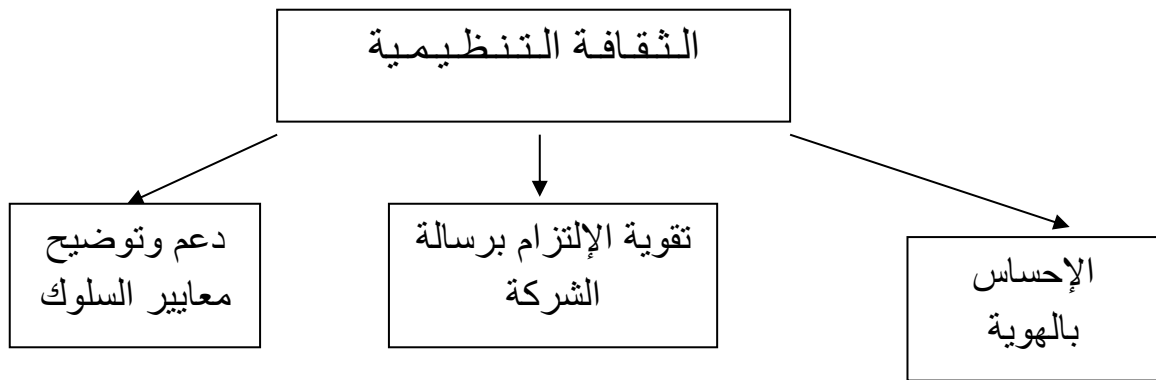 الثقافة التنظيمية
الإحساس
بالهوية
تقوية الإلتزام برسالة
الشركة
دعم وتوضيح
معايير السلوك